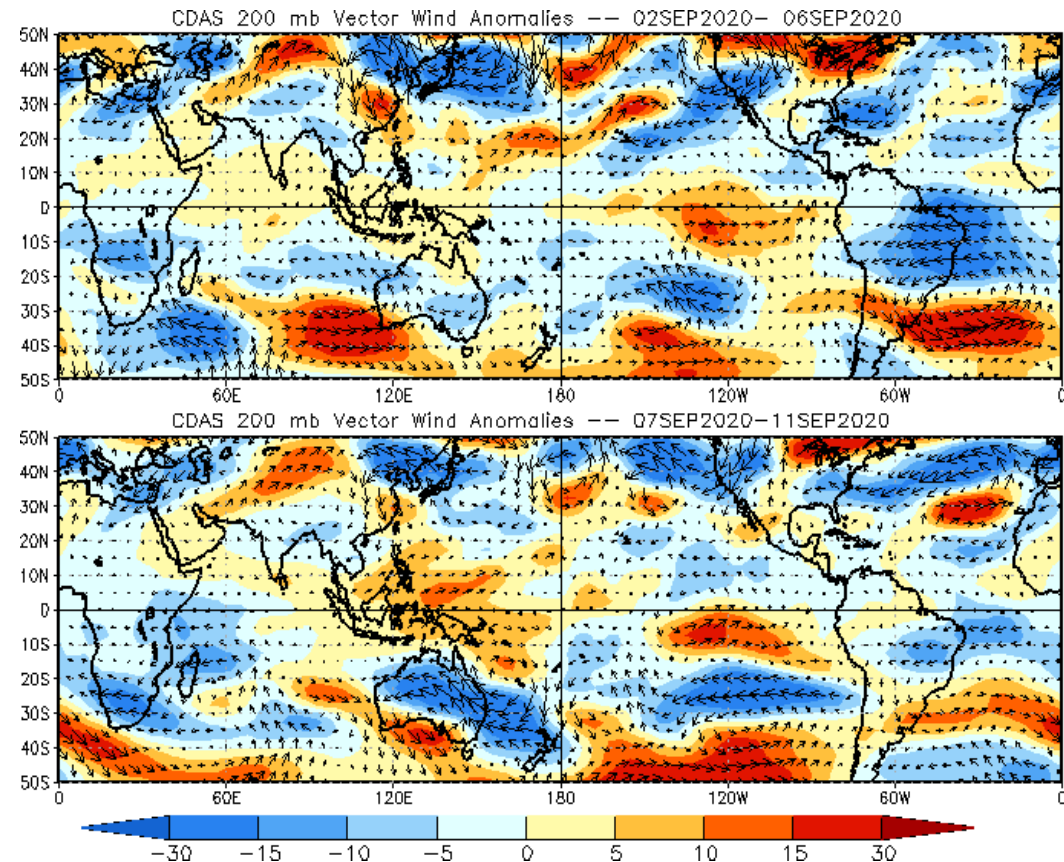 CDAS 200 mb Vector Wind Anomalies -- 02SEP2020- 06SEP2020
50N
40N
30N
20N
10N
0
10S
20S
30S
40S
50S
0 60E 120E 180 120W 60W 0
CDAS 200 mb Vector Wind Anomalies -- 07SEP2020-11SEP2020
50N
40N
30N
20N
10N
0
10S
20S
30S
40S
50S
0 60E 120E 180 120W 60W 0
-30 -15 -10 -5 0 5 10 15 30